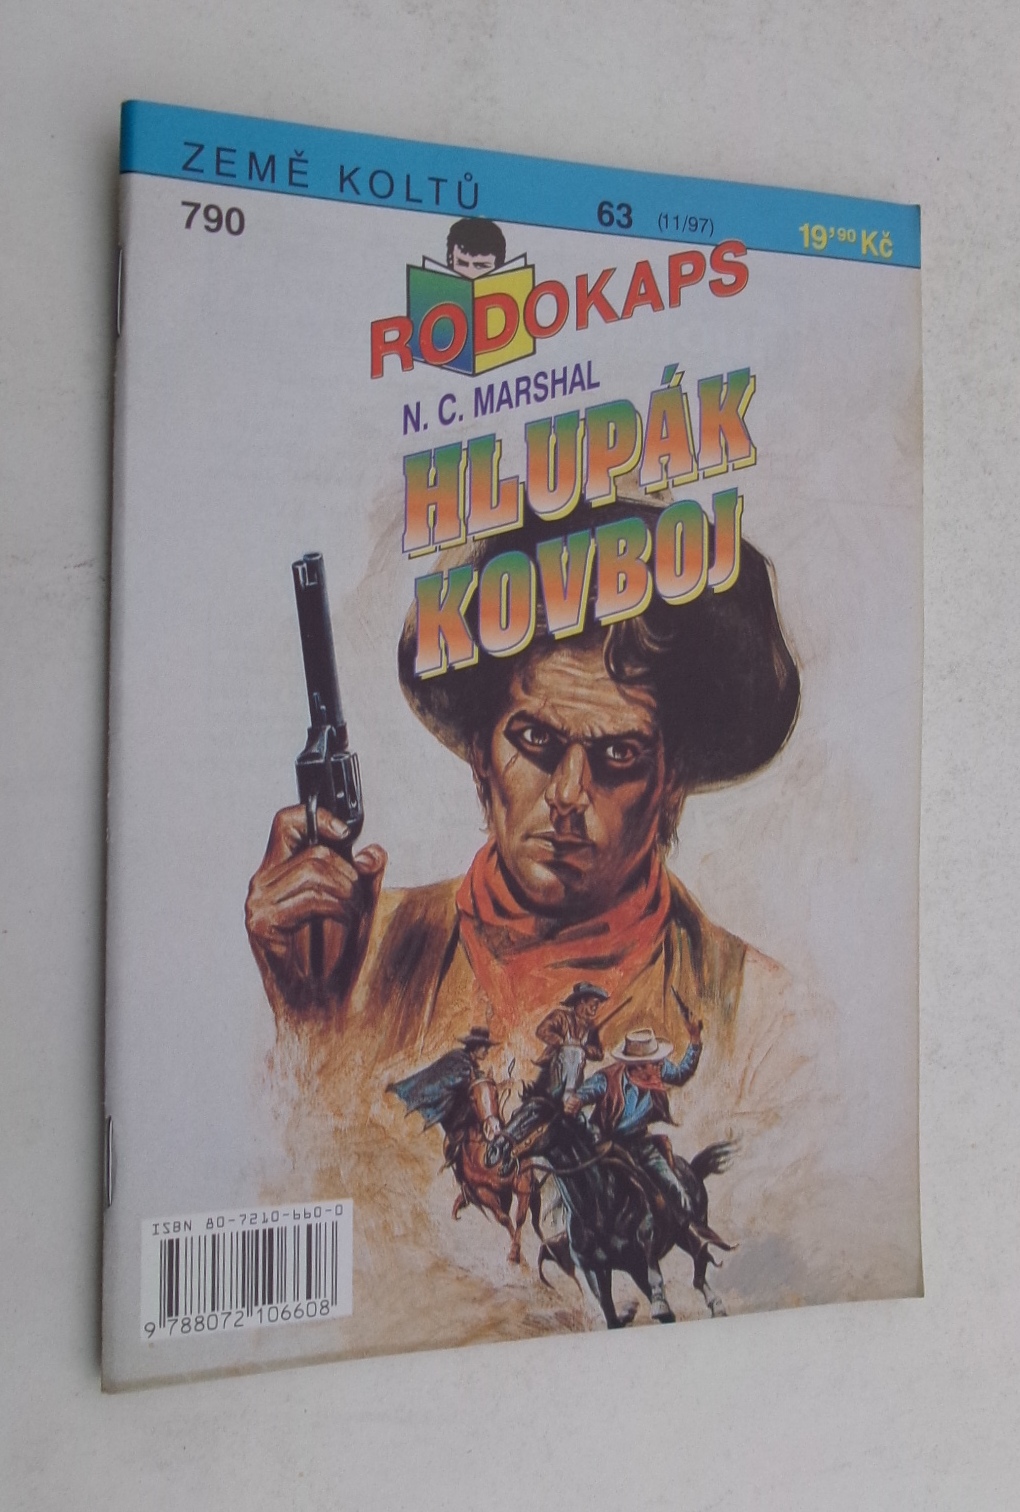 ZEMĚ KOLTŮ 63 (11/97) 19'90 Kč
790
RODOKAPS
N. C. MARSHAL
HLUPÁK
KOVBOJ
ISBN 80-7210-660-0
9 788072 106608